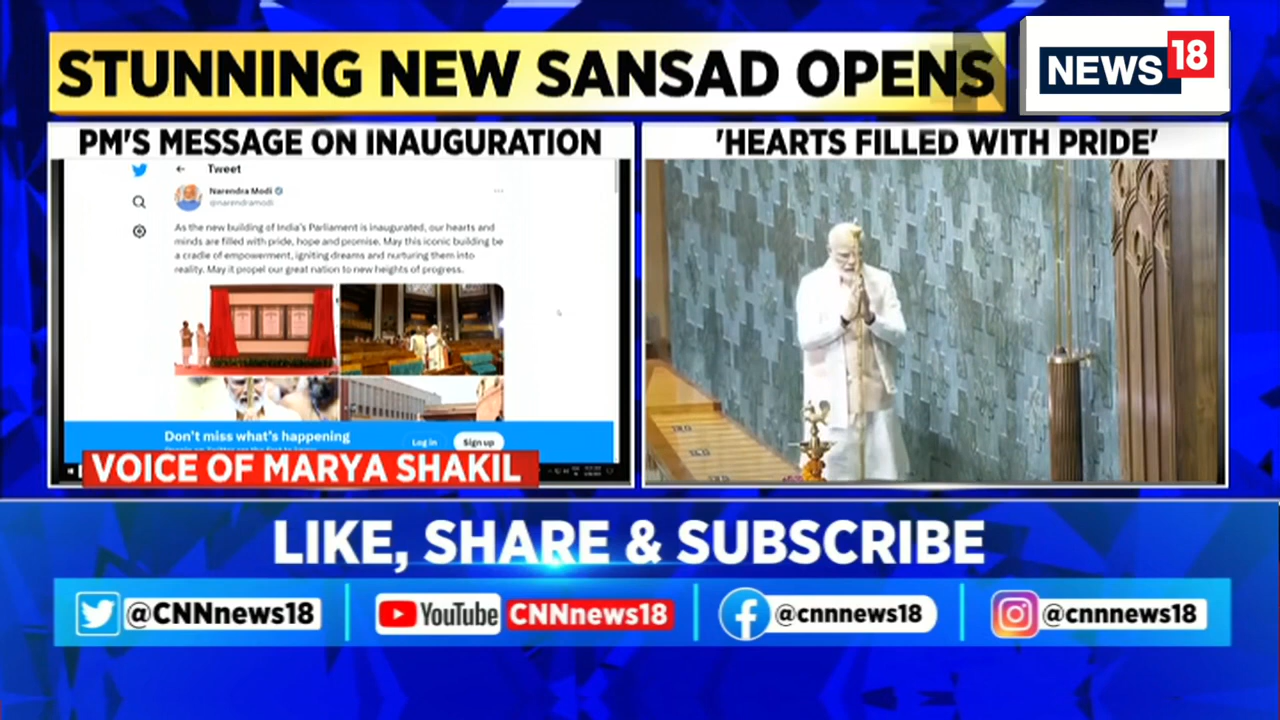 STUNNING NEW SANSAD OPENS
NEWS 18
PM'S MESSAGE ON INAUGURATION
'HEARTS FILLED WITH PRIDE'
Tweet
Narendra Modi
@narendramodi
As the new building of India's Parliament is inaugurated, our hearts and
minds are filled with pride, hope and promise. May this iconic building be
a cradle of empowerment, igniting dreams and nurturing them into
reality. May it propel our great nation to new heights of progress.
Don't miss what's happening
Log in
Sign up
VOICE OF MARYA SHAKIL
LIKE, SHARE & SUBSCRIBE
@CNNnews18
YouTube CNNnews18
@cnnnews18
@cnnnews18